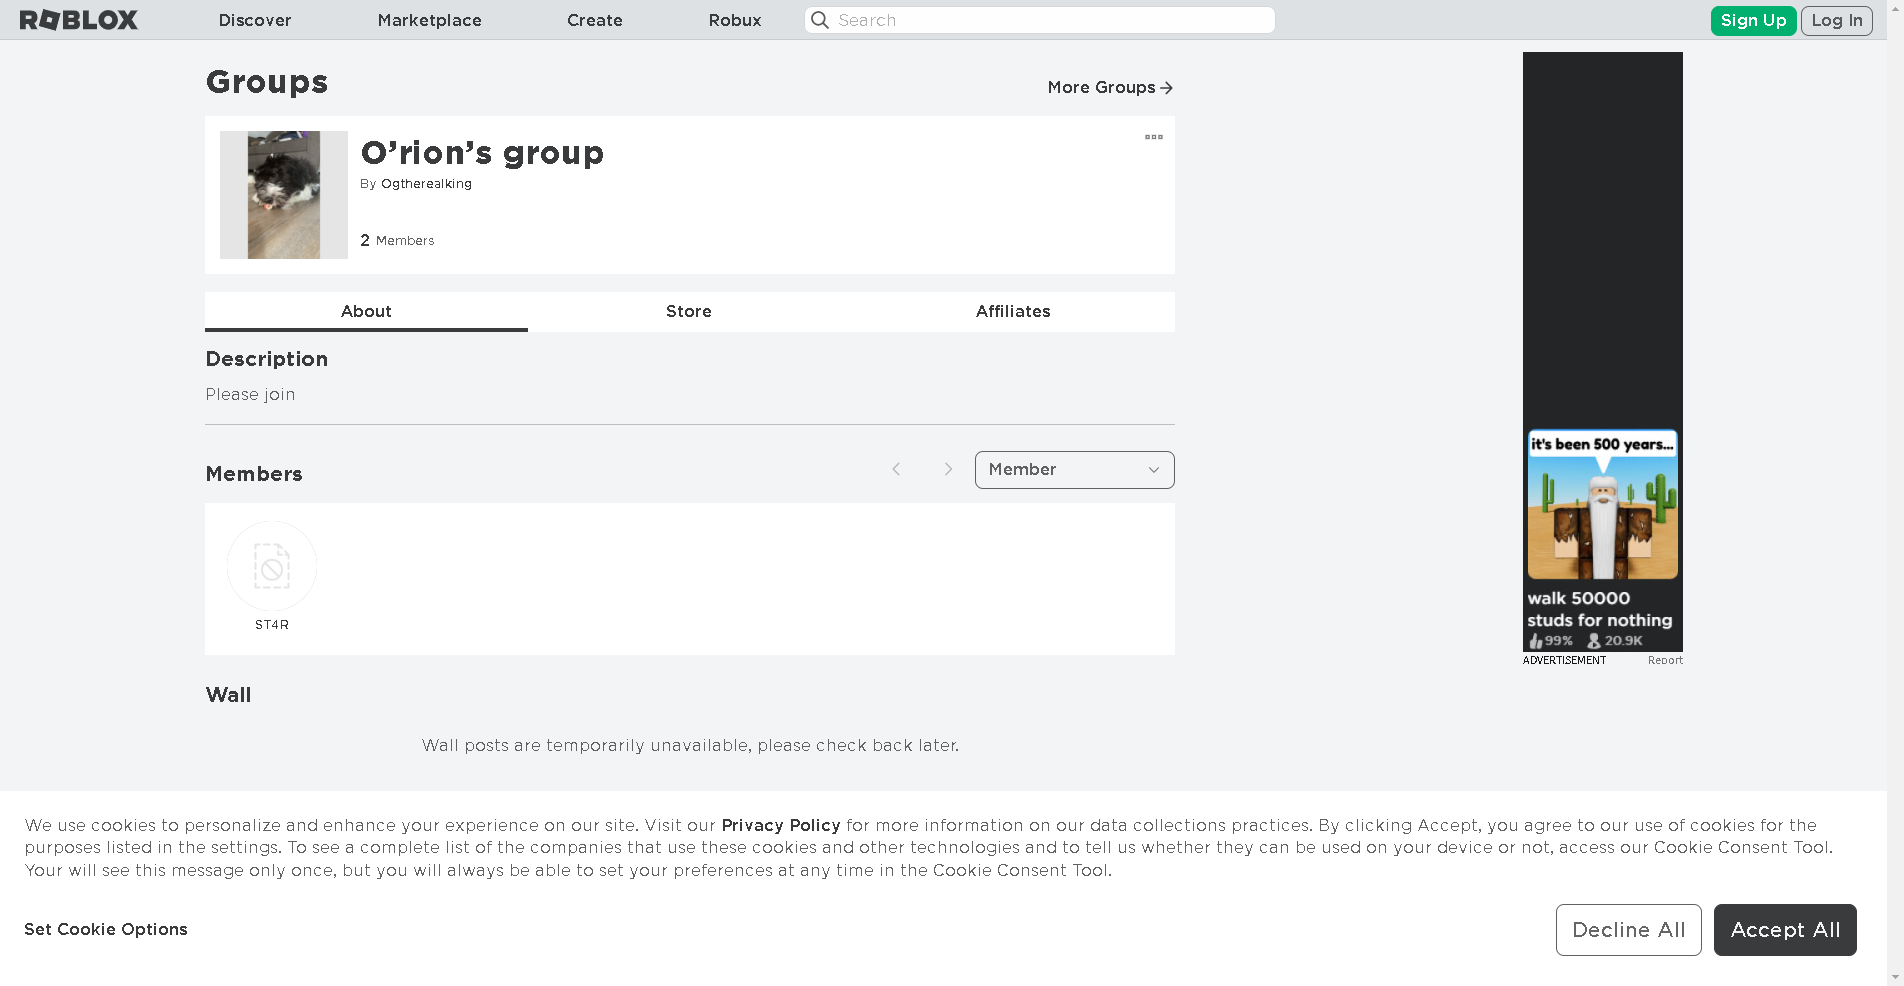 ROBLOX
Discover
Marketplace
Create
Robux
Search
Sign Up
Log In
Groups
More Groups
O’rion’s group
By Ogtherealking
2 Members
About
Store
Affiliates
Description
Please join
Members
Member
ST4R
Wall
Wall posts are temporarily unavailable, please check back later.
it's been 500 years...
walk 50000
studs for nothing
99% 20.9K
ADVERTISEMENT
Report
We use cookies to personalize and enhance your experience on our site. Visit our Privacy Policy for more information on our data collections practices. By clicking Accept, you agree to our use of cookies for the
purposes listed in the settings. To see a complete list of the companies that use these cookies and other technologies and to tell us whether they can be used on your device or not, access our Cookie Consent Tool.
Your will see this message only once, but you will always be able to set your preferences at any time in the Cookie Consent Tool.
Set Cookie Options
Decline All
Accept All